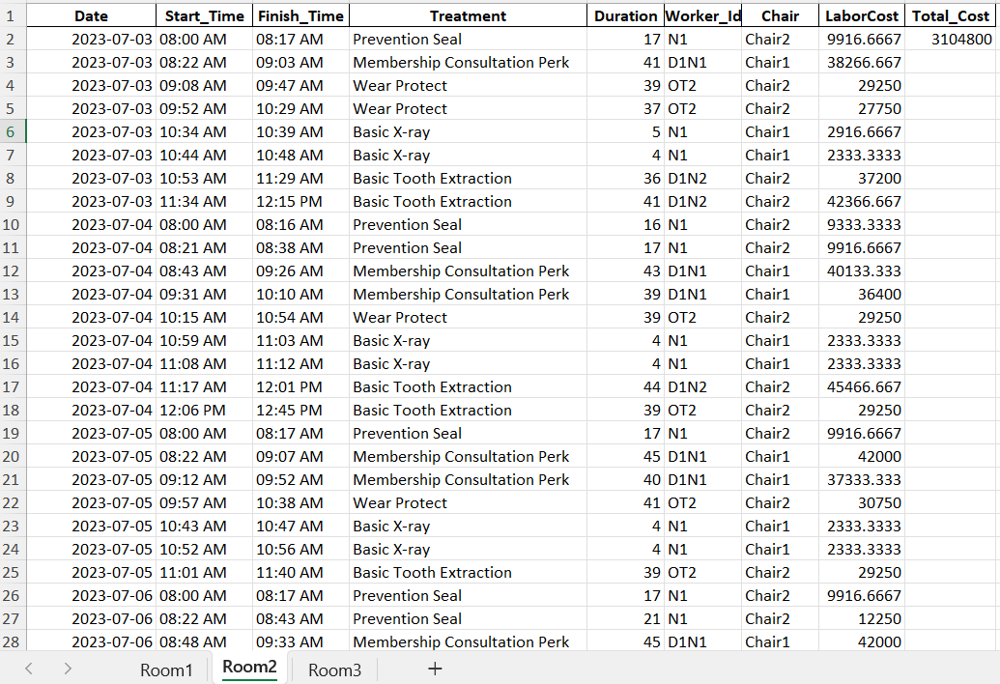 1 Date Start_Time Finish_Time Treatment Duration Worker_Id Chair LaborCost Total_Cost
2 2023-07-03 08:00 AM 08:17 AM Prevention Seal 17 N1 Chair2 9916.6667 3104800
3 2023-07-03 08:22 AM 09:03 AM Membership Consultation Perk 41 D1N1 Chair1 38266.667
4 2023-07-03 09:08 AM 09:47 AM Wear Protect 39 OT2 Chair2 29250
5 2023-07-03 09:52 AM 10:29 AM Wear Protect 37 OT2 Chair2 27750
6 2023-07-03 10:34 AM 10:39 AM Basic X-ray 5 N1 Chair1 2916.6667
7 2023-07-03 10:44 AM 10:48 AM Basic X-ray 4 N1 Chair1 2333.3333
8 2023-07-03 10:53 AM 11:29 AM Basic Tooth Extraction 36 D1N2 Chair2 37200
9 2023-07-03 11:34 AM 12:15 PM Basic Tooth Extraction 41 D1N2 Chair2 42366.667
10 2023-07-04 08:00 AM 08:16 AM Prevention Seal 16 N1 Chair2 9333.3333
11 2023-07-04 08:21 AM 08:38 AM Prevention Seal 17 N1 Chair2 9916.6667
12 2023-07-04 08:43 AM 09:26 AM Membership Consultation Perk 43 D1N1 Chair1 40133.333
13 2023-07-04 09:31 AM 10:10 AM Membership Consultation Perk 39 D1N1 Chair1 36400
14 2023-07-04 10:15 AM 10:54 AM Wear Protect 39 OT2 Chair2 29250
15 2023-07-04 10:59 AM 11:03 AM Basic X-ray 4 N1 Chair1 2333.3333
16 2023-07-04 11:08 AM 11:12 AM Basic X-ray 4 N1 Chair1 2333.3333
17 2023-07-04 11:17 AM 12:01 PM Basic Tooth Extraction 44 D1N2 Chair2 45466.667
18 2023-07-04 12:06 PM 12:45 PM Basic Tooth Extraction 39 OT2 Chair2 29250
19 2023-07-05 08:00 AM 08:17 AM Prevention Seal 17 N1 Chair2 9916.6667
20 2023-07-05 08:22 AM 09:07 AM Membership Consultation Perk 45 D1N1 Chair1 42000
21 2023-07-05 09:12 AM 09:52 AM Membership Consultation Perk 40 D1N1 Chair1 37333.333
22 2023-07-05 09:57 AM 10:38 AM Wear Protect 41 OT2 Chair2 30750
23 2023-07-05 10:43 AM 10:47 AM Basic X-ray 4 N1 Chair1 2333.3333
24 2023-07-05 10:52 AM 10:56 AM Basic X-ray 4 N1 Chair1 2333.3333
25 2023-07-05 11:01 AM 11:40 AM Basic Tooth Extraction 39 OT2 Chair2 29250
26 2023-07-06 08:00 AM 08:17 AM Prevention Seal 17 N1 Chair2 9916.6667
27 2023-07-06 08:22 AM 08:43 AM Prevention Seal 21 N1 Chair2 12250
28 2023-07-06 08:48 AM 09:33 AM Membership Consultation Perk 45 D1N1 Chair1 42000
Room1 Room2 Room3 +